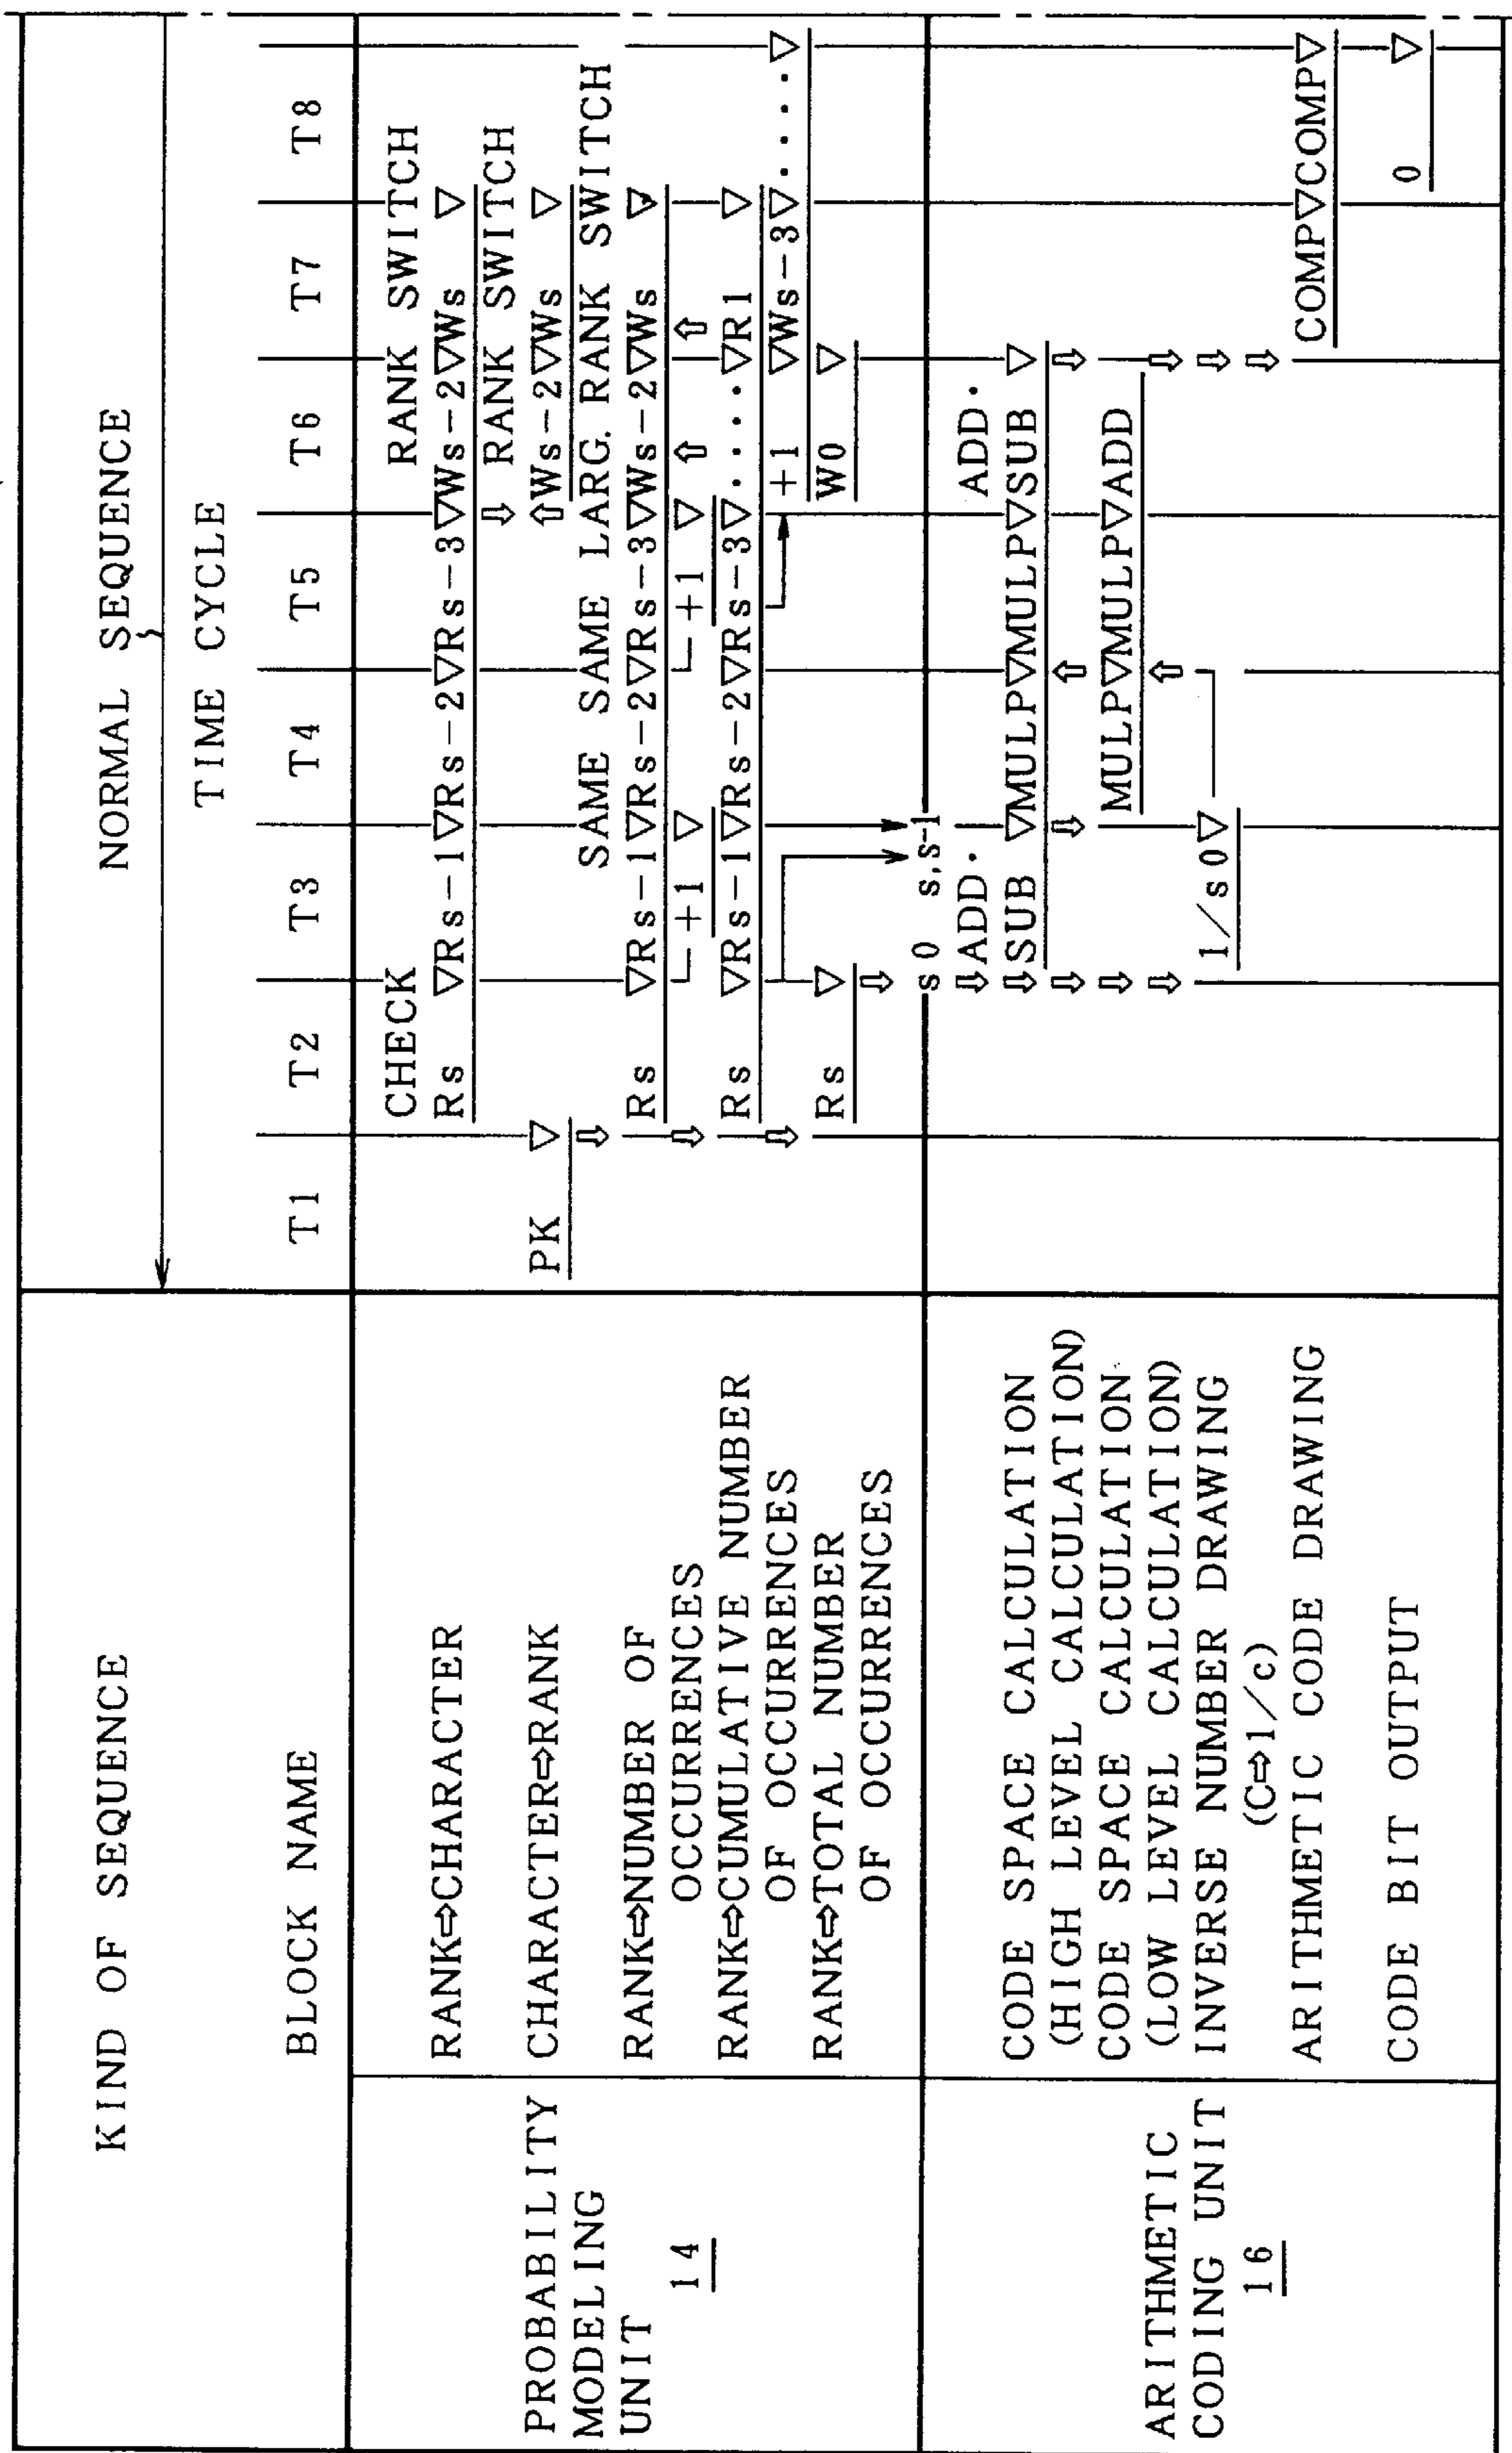 KIND OF SEQUENCE
NORMAL SEQUENCE
BLOCK NAME
TIME CYCLE
T1 T2 T3 T4 T5 T6 T7 T8
PROBABILITY
MODELING
UNIT
14
RANK⇨CHARACTER
CHECK RANK SWITCH
Rs ▽Rs-1▽Rs-2▽Rs-3▽Ws-2▽Ws ▽
⇩ RANK SWITCH
CHARACTER⇨RANK
PK ▽ ⇧Ws-2▽Ws ▽
SAME SAME LARG. RANK SWITCH
RANK⇨NUMBER OF
OCCURRENCES
Rs ▽Rs-1▽Rs-2▽Rs-3▽Ws-2▽Ws ▽
+1 ▽ +1 ▽ ⇧ ⇧
RANK⇨CUMULATIVE NUMBER
OF OCCURRENCES
Rs ▽Rs-1▽Rs-2▽Rs-3▽.....▽R1 ▽
+1 ▽Ws-3▽.....▽
RANK⇨TOTAL NUMBER
OF OCCURRENCES
Rs ▽ W0 ▽
s0 s,s-1
ARITHMETIC
CODING UNIT
16
ADD. ADD.
CODE SPACE CALCULATION
(HIGH LEVEL CALCULATION)
SUB ▽MULP▽MULP▽SUB ▽
CODE SPACE CALCULATION
(LOW LEVEL CALCULATION)
MULP▽MULP▽ADD
INVERSE NUMBER DRAWING
(C⇨1/c)
1/s0▽
ARITHMETIC CODE DRAWING
COMP▽COMP▽
CODE BIT OUTPUT
0 ▽